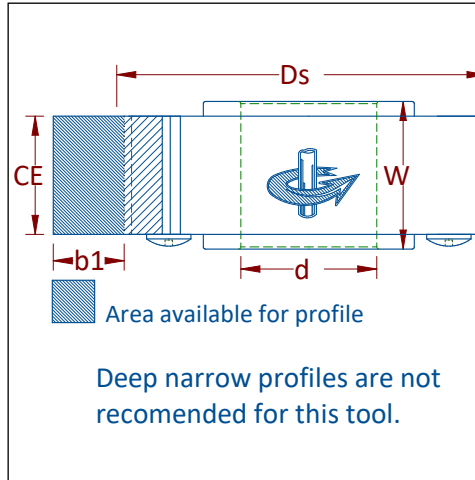 Ds
CE
W
b1
d
Area available for profile
Deep narrow profiles are not
recomended for this tool.